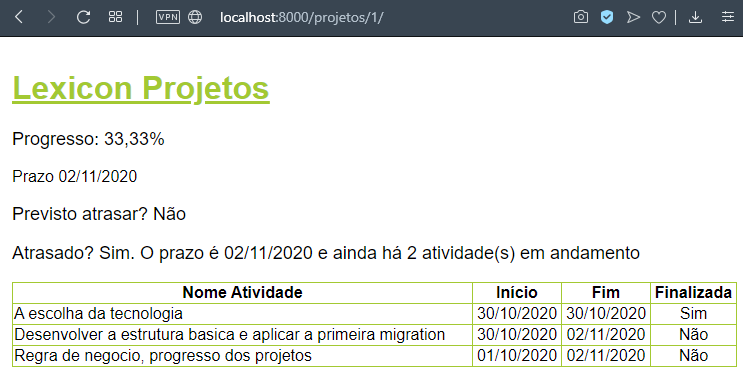 VPN localhost:8000/projetos/1/
Lexicon Projetos
Progresso: 33,33%
Prazo 02/11/2020
Previsto atrasar? Não
Atrasado? Sim. O prazo é 02/11/2020 e ainda há 2 atividade(s) em andamento
Nome Atividade Início Fim Finalizada
A escolha da tecnologia 30/10/2020 30/10/2020 Sim
Desenvolver a estrutura basica e aplicar a primeira migration 30/10/2020 02/11/2020 Não
Regra de negocio, progresso dos projetos 01/10/2020 02/11/2020 Não